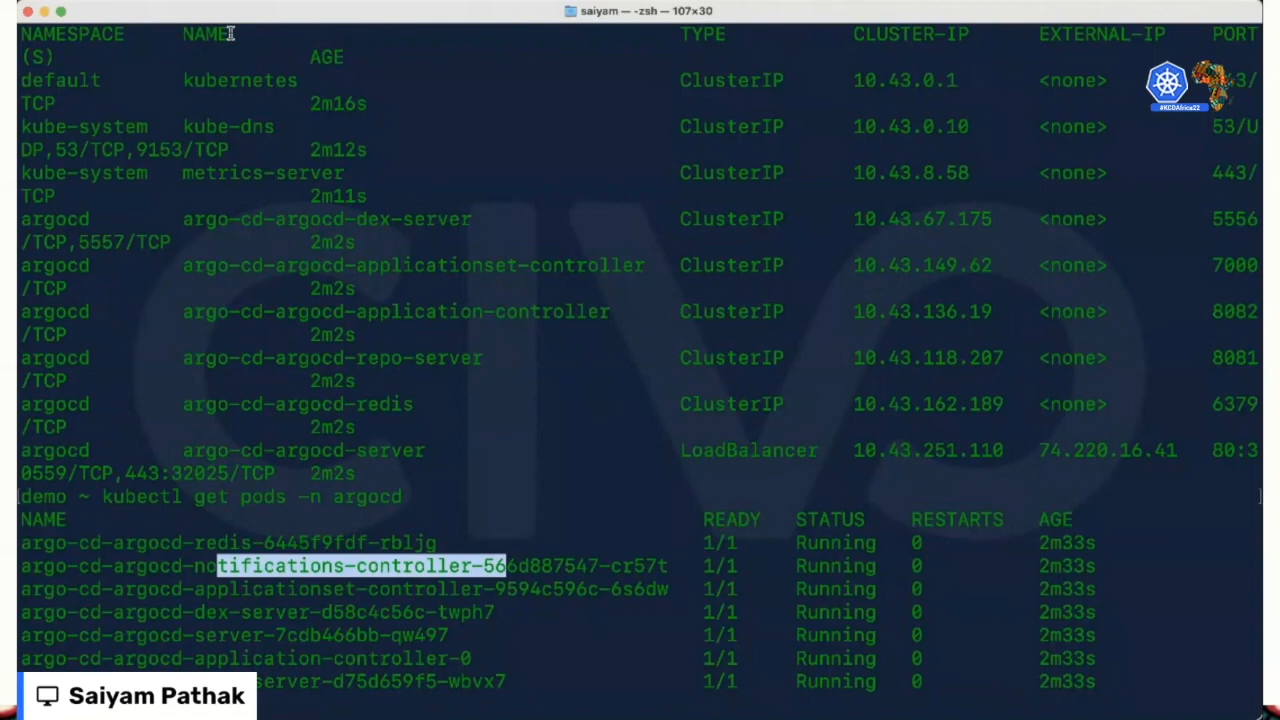 saiyam — -zsh — 107×30
NAMESPACE NAME TYPE CLUSTER-IP EXTERNAL-IP PORT
(S) AGE
default kubernetes ClusterIP 10.43.0.1 <none> 3/
TCP 2m16s
#KCDAfrica22
kube-system kube-dns ClusterIP 10.43.0.10 <none> 53/U
DP,53/TCP,9153/TCP 2m12s
kube-system metrics-server ClusterIP 10.43.8.58 <none> 443/
TCP 2m11s
argocd argo-cd-argocd-dex-server ClusterIP 10.43.67.175 <none> 5556
/TCP,5557/TCP 2m2s
argocd argo-cd-argocd-applicationset-controller ClusterIP 10.43.149.62 <none> 7000
/TCP 2m2s
argocd argo-cd-argocd-application-controller ClusterIP 10.43.136.19 <none> 8082
/TCP 2m2s
argocd argo-cd-argocd-repo-server ClusterIP 10.43.118.207 <none> 8081
/TCP 2m2s
argocd argo-cd-argocd-redis ClusterIP 10.43.162.189 <none> 6379
/TCP 2m2s
argocd argo-cd-argocd-server LoadBalancer 10.43.251.110 74.220.16.41 80:3
0559/TCP,443:32025/TCP 2m2s
demo ~ kubectl get pods -n argocd
NAME READY STATUS RESTARTS AGE
argo-cd-argocd-redis-6445f9fdf-rbljg 1/1 Running 0 2m33s
argo-cd-argocd-notifications-controller-566d887547-cr57t 1/1 Running 0 2m33s
argo-cd-argocd-applicationset-controller-9594c596c-6s6dw 1/1 Running 0 2m33s
argo-cd-argocd-dex-server-d58c4c56c-twph7 1/1 Running 0 2m33s
argo-cd-argocd-server-7cdb466bb-qw497 1/1 Running 0 2m33s
argo-cd-argocd-application-controller-0 1/1 Running 0 2m33s
server-d75d659f5-wbvx7 1/1 Running 0 2m33s
CIVO
Saiyam Pathak